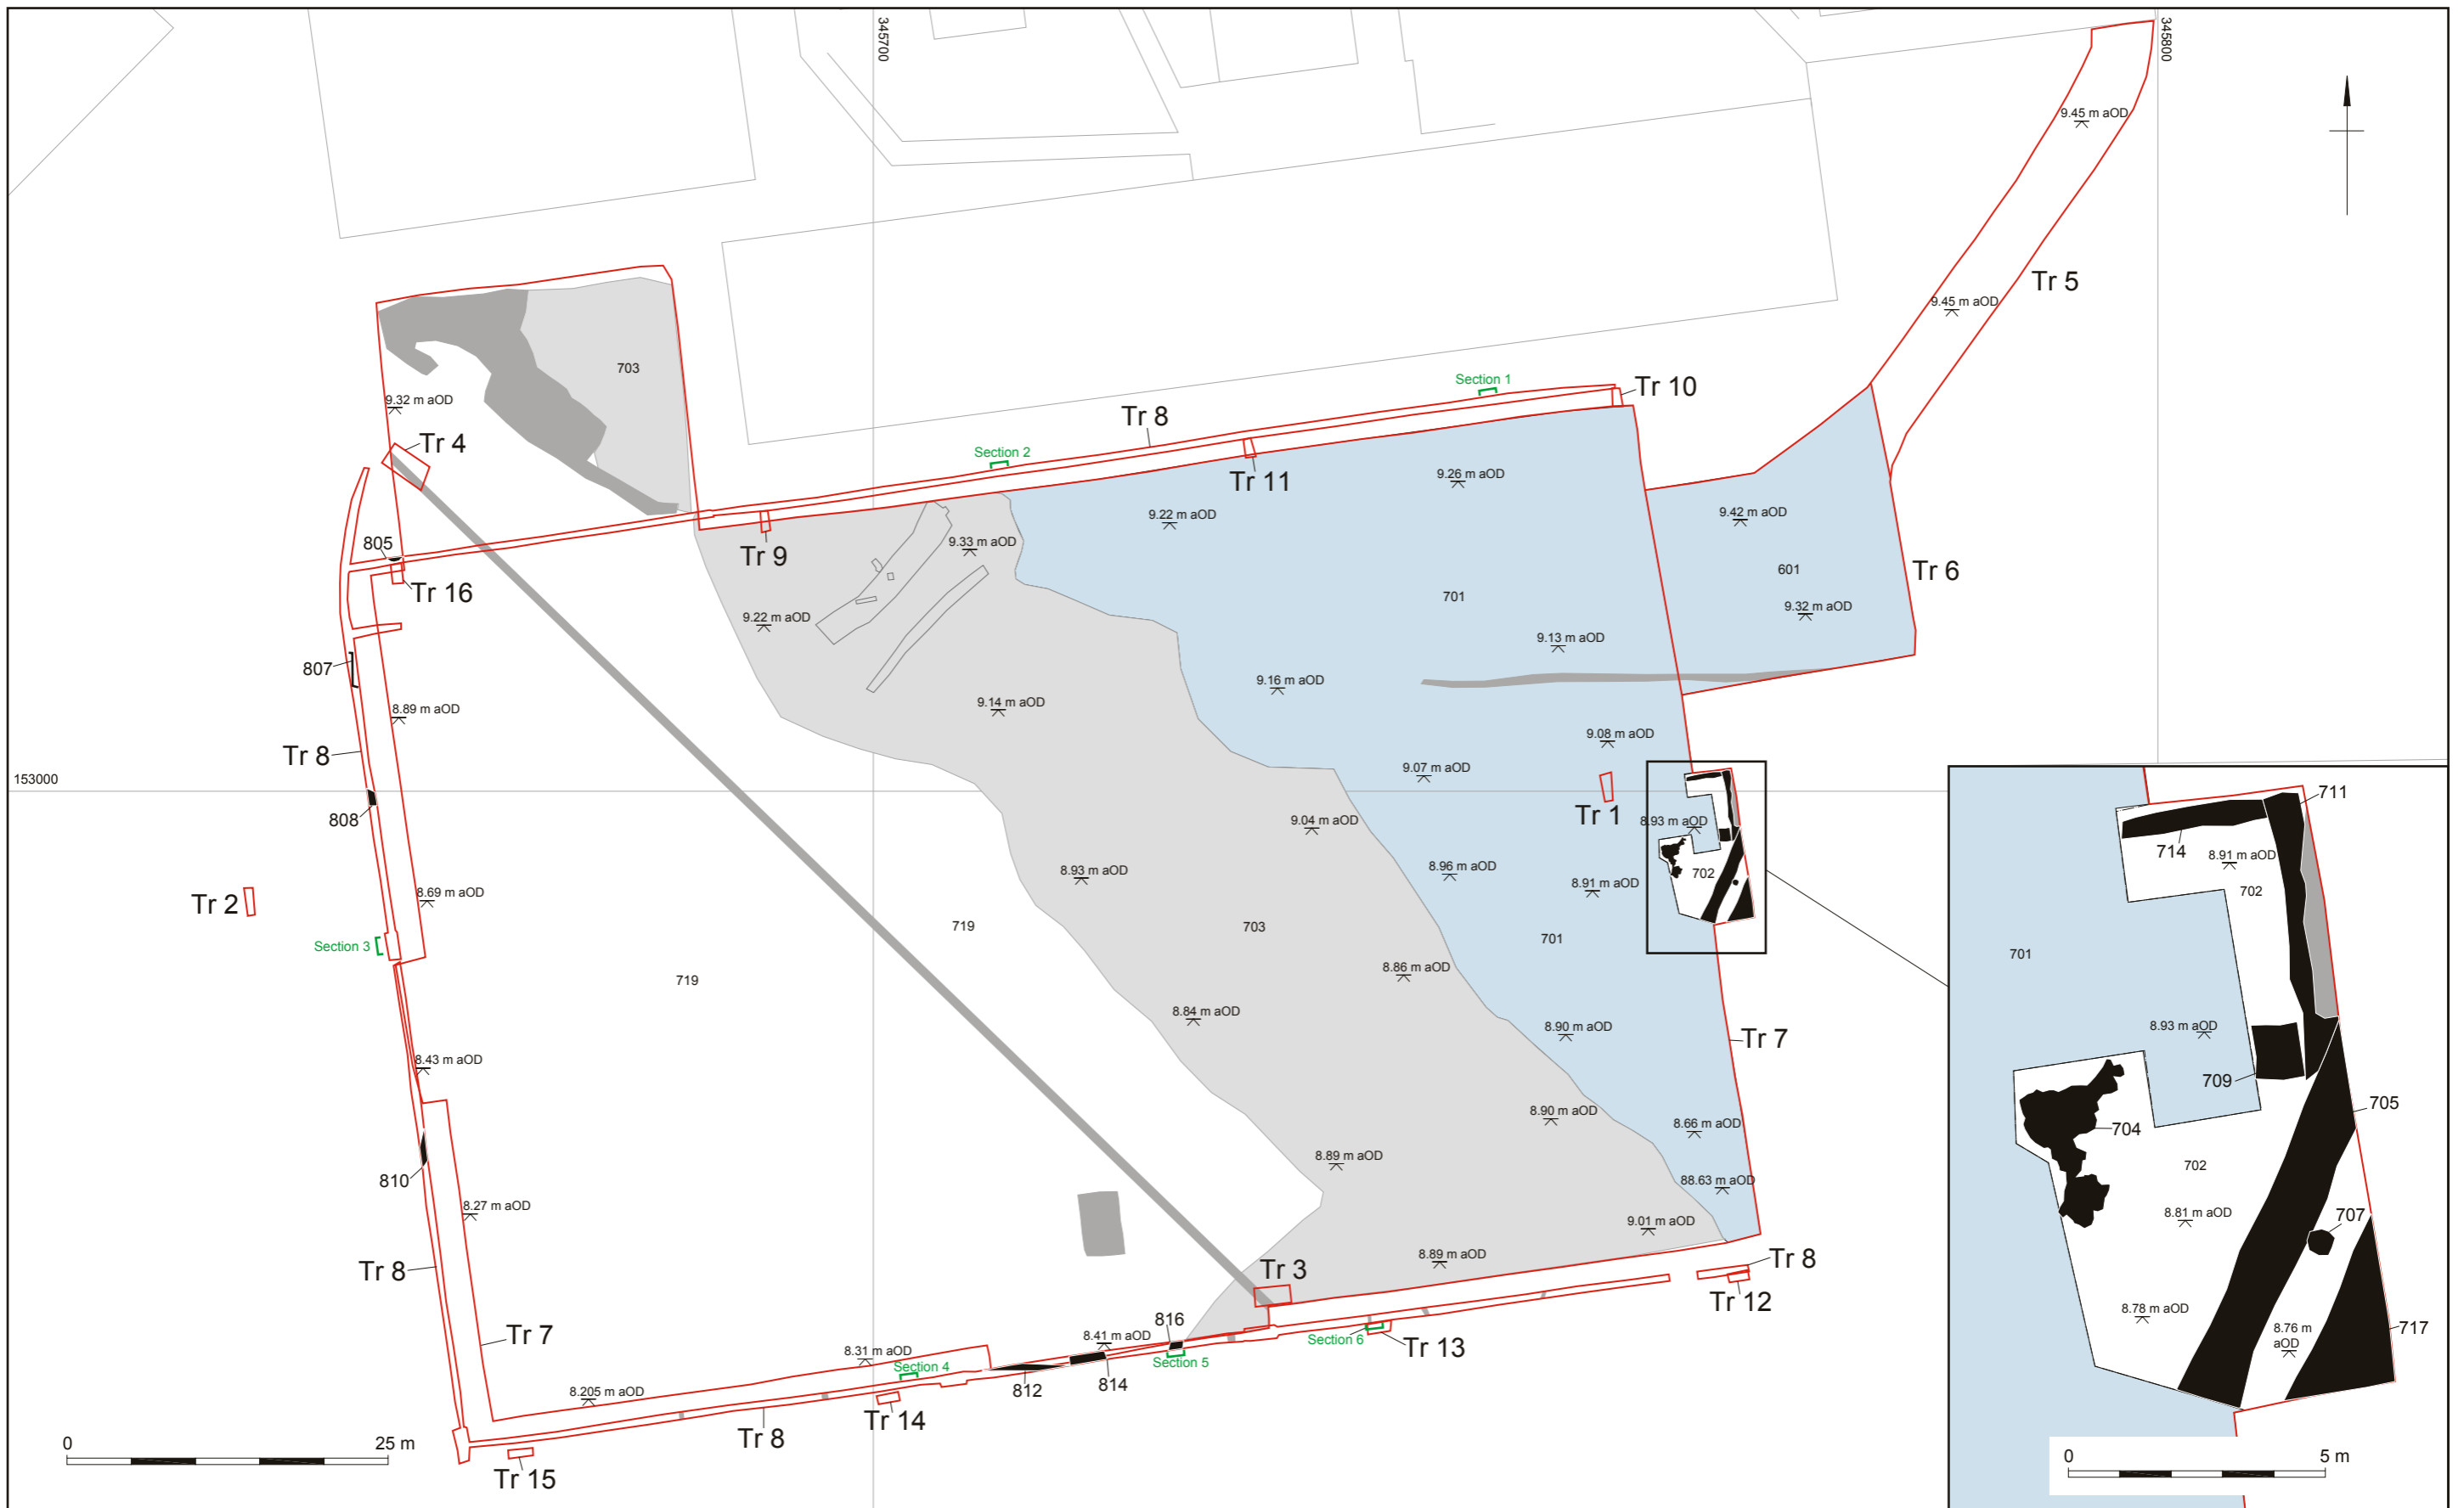 345700
345800
9.45 m aOD
9.45 m aOD
Tr 5
703
9.32 m aOD
Tr 4
Section 1
Tr 10
Tr 8
Section 2
Tr 11
9.26 m aOD
9.22 m aOD
9.42 m aOD
805
Tr 16
Tr 9
9.33 m aOD
601
Tr 6
701
9.32 m aOD
9.22 m aOD
9.13 m aOD
807
9.16 m aOD
8.89 m aOD
9.14 m aOD
Tr 8
9.08 m aOD
9.07 m aOD
153000
808
9.04 m aOD
Tr 1
8.93 m aOD
8.96 m aOD
8.93 m aOD
8.91 m aOD
702
8.69 m aOD
Tr 2
Section 3
719
703
701
719
8.86 m aOD
8.84 m aOD
8.90 m aOD
Tr 7
8.43 m aOD
8.90 m aOD
8.66 m aOD
8.89 m aOD
810
88.63 m aOD
8.27 m aOD
9.01 m aOD
8.89 m aOD
Tr 8
Tr 3
Tr 8
Tr 12
816
8.41 m aOD
Tr 7
Section 6
Tr 13
8.31 m aOD
Section 4
Section 5
812
814
8.205 m aOD
Tr 14
Tr 8
Tr 15
0
25 m
711
714
8.91 m aOD
702
701
8.93 m aOD
709
705
704
702
8.81 m aOD
707
8.78 m aOD
8.76 m
aOD
717
0
5 m